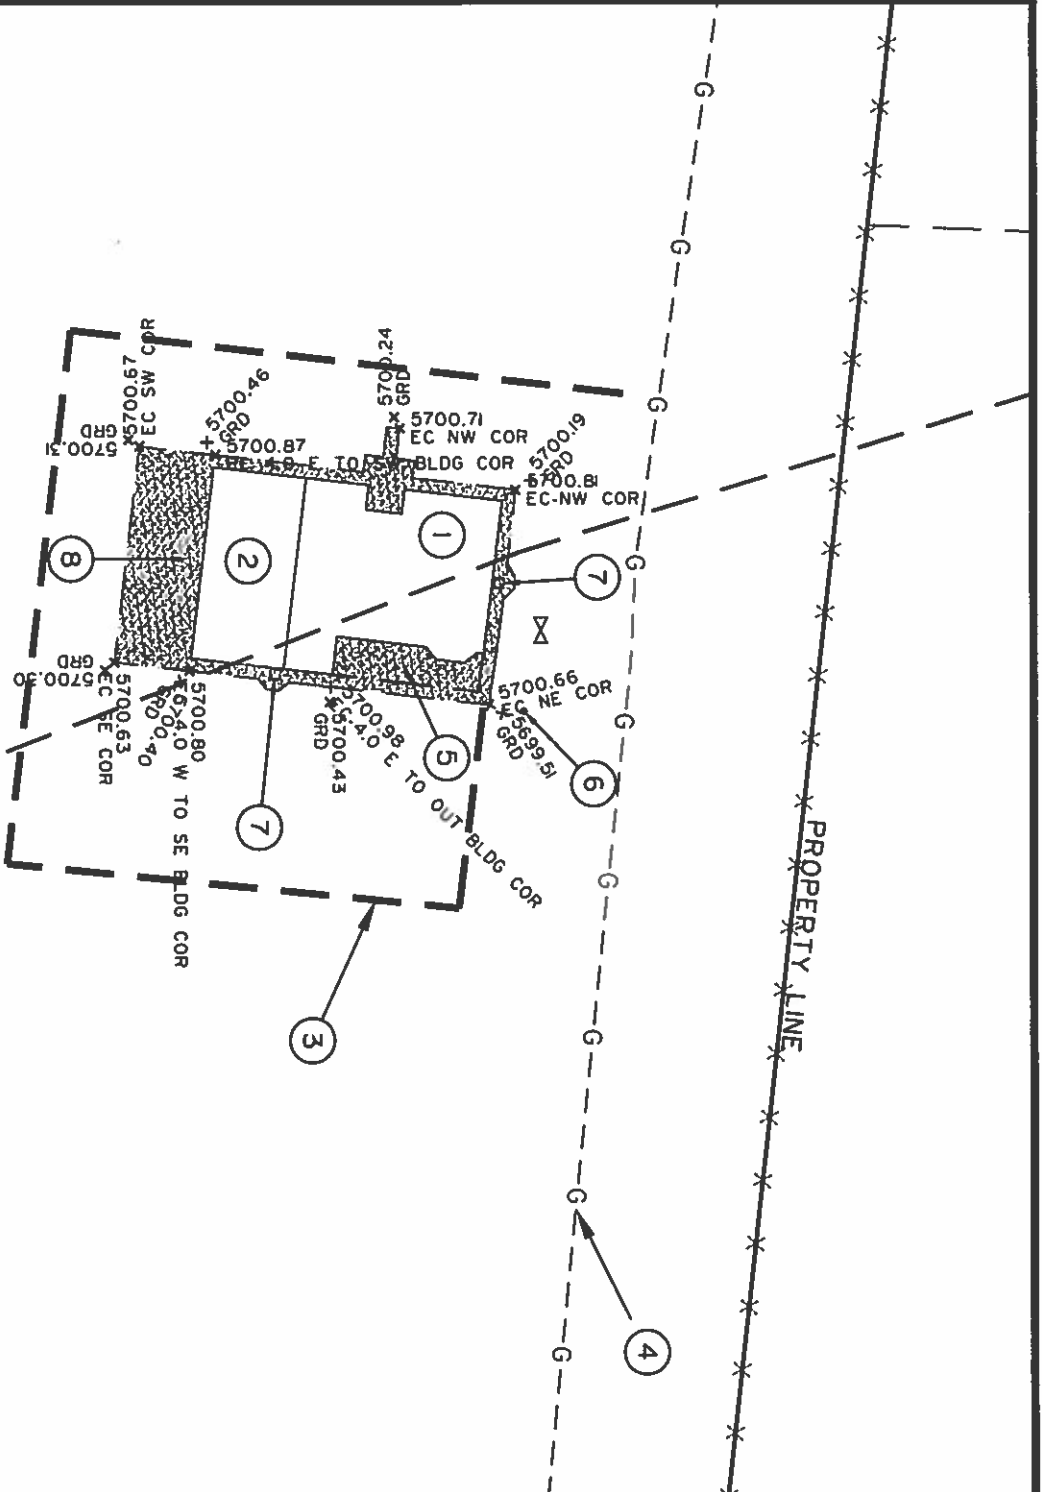 G
G
G
G
G
G
G
G
G
G
PROPERTY LINE
5700.24
GRD
5700.71
EC NW COR
5700.19
GRD
5700.81
EC-NW COR
5700.67
EC SW COR
5700.31
GRD
5700.46
GRD
5700.87
4.0 E TO SW BLDG COR
1
2
8
7
5700.66
EC NE COR
5699.51
GRD
6
5
5700.98
EC 4.0 E TO OUT BLDG COR
5700.43
GRD
7
5700.80
4.0 W TO SE BLDG COR
GRD
5700.63
EC SE COR
5700.30
GRD
3
4